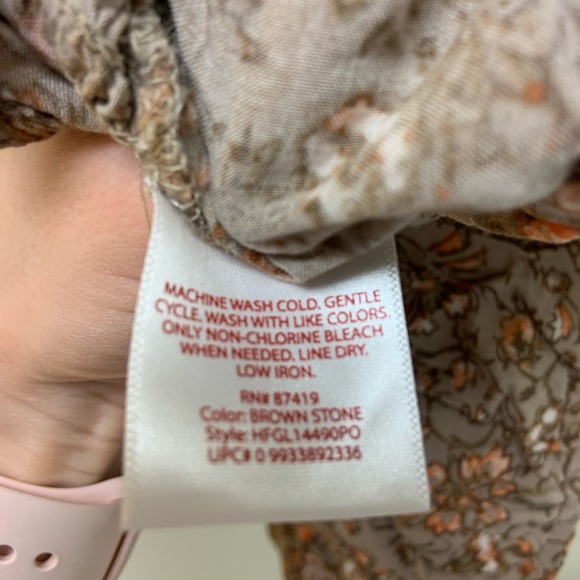 MACHINE WASH COLD. GENTLE
CYCLE. WASH WITH LIKE COLORS.
ONLY NON-CHLORINE BLEACH
WHEN NEEDED. LINE DRY.
LOW IRON.
RN# 87419
Color: BROWN STONE
Style: HFGL14490PO
UPC# 0 9933892336